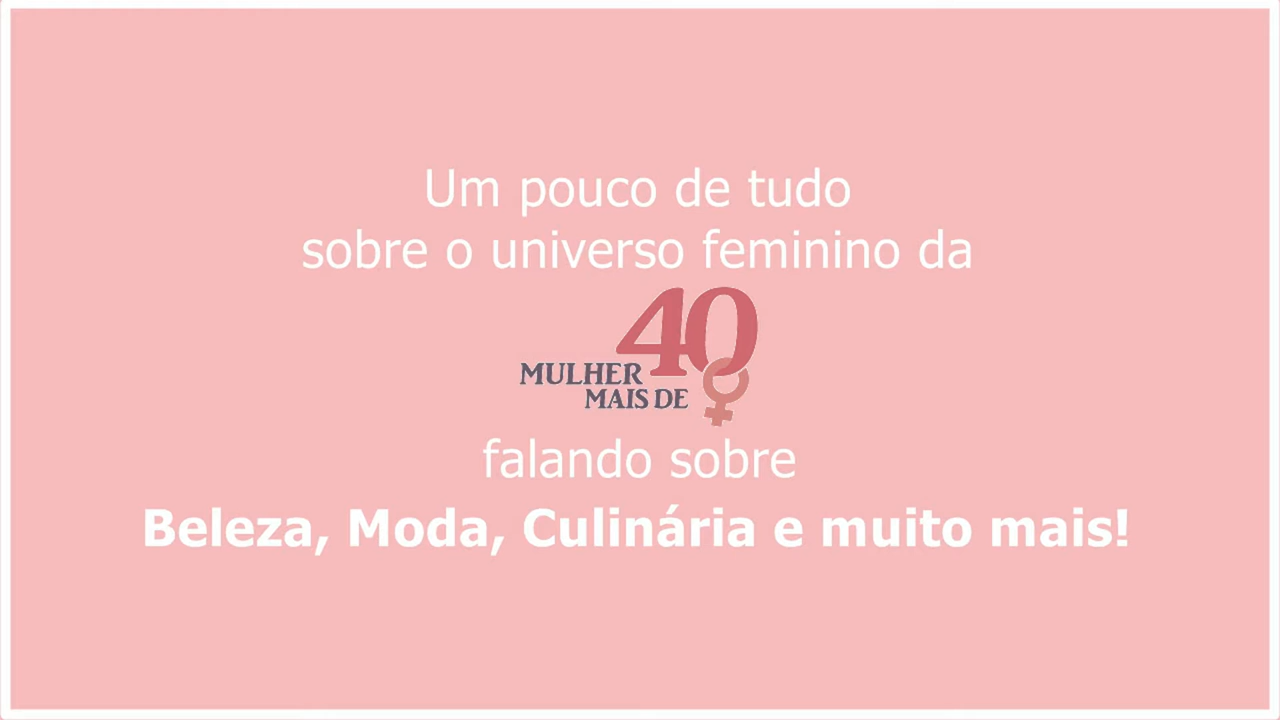 Um pouco de tudo
sobre o universo feminino da
MULHER 40
MAIS DE
falando sobre
Beleza, Moda, Culinária e muito mais!